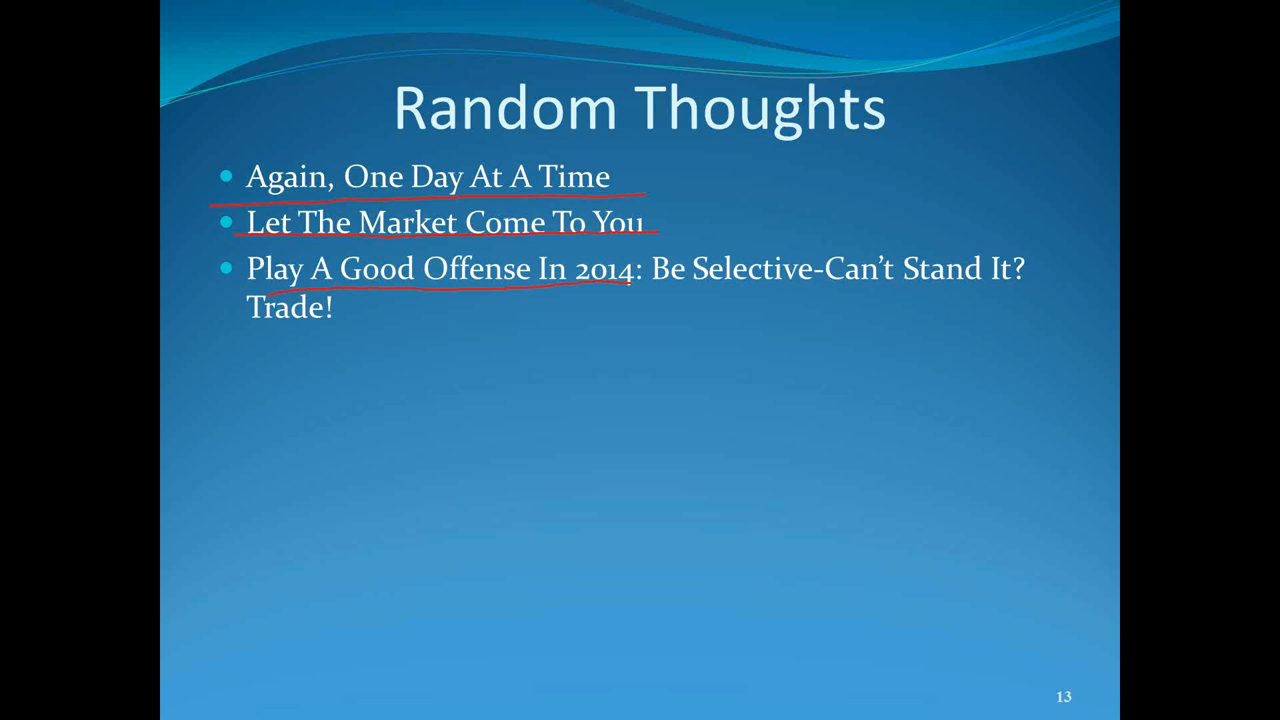 Random Thoughts
Again, One Day At A Time
Let The Market Come To You
Play A Good Offense In 2014: Be Selective-Can’t Stand It?
Trade!
13